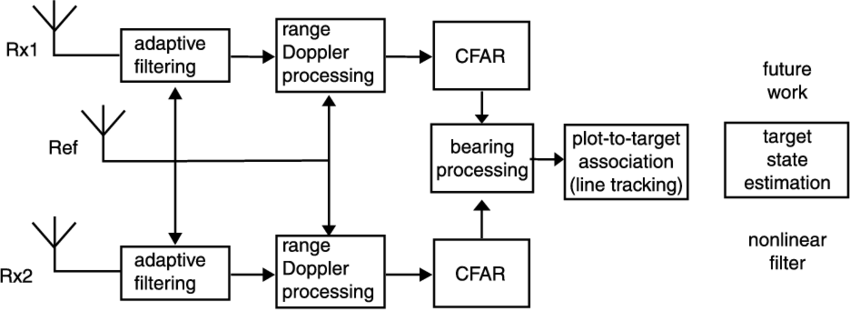 Rx1
adaptive
filtering
range
Doppler
processing
CFAR
future
work
Ref
bearing
processing
plot-to-target
association
(line tracking)
target
state
estimation
Rx2
adaptive
filtering
range
Doppler
processing
CFAR
nonlinear
filter